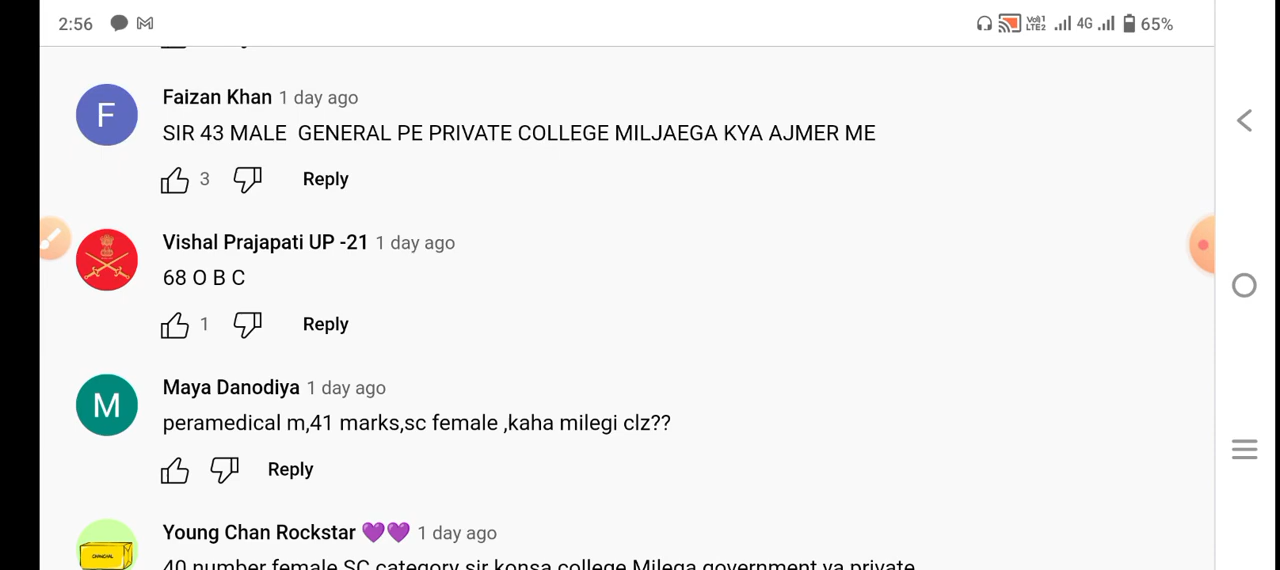 2:56 Vo)) LTE2 4G 65%
F Faizan Khan 1 day ago
SIR 43 MALE GENERAL PE PRIVATE COLLEGE MILJAEGA KYA AJMER ME
3 Reply
Vishal Prajapati UP -21 1 day ago
68 O B C
1 Reply
M Maya Danodiya 1 day ago
peramedical m,41 marks,sc female ,kaha milegi clz??
Reply
Young Chan Rockstar 💜💜 1 day ago
40 number female SC category sir konsa college Milega government ya private